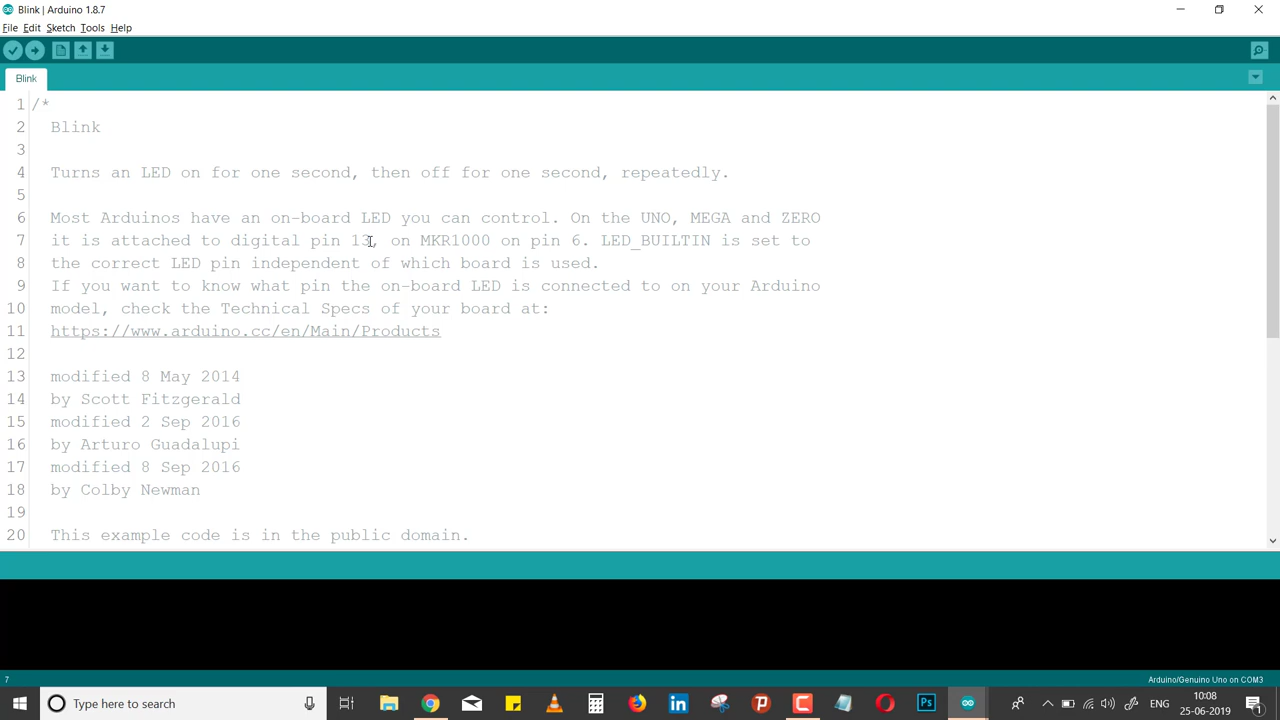 Blink | Arduino 1.8.7
File Edit Sketch Tools Help
Blink
1 /*
2 Blink
3
4 Turns an LED on for one second, then off for one second, repeatedly.
5
6 Most Arduinos have an on-board LED you can control. On the UNO, MEGA and ZERO
7 it is attached to digital pin 13, on MKR1000 on pin 6. LED_BUILTIN is set to
8 the correct LED pin independent of which board is used.
9 If you want to know what pin the on-board LED is connected to on your Arduino
10 model, check the Technical Specs of your board at:
11 https://www.arduino.cc/en/Main/Products
12
13 modified 8 May 2014
14 by Scott Fitzgerald
15 modified 2 Sep 2016
16 by Arturo Guadalupi
17 modified 8 Sep 2016
18 by Colby Newman
19
20 This example code is in the public domain.
7
Arduino/Genuino Uno on COM3
Type here to search
Ps
ENG
10:08
25-06-2019